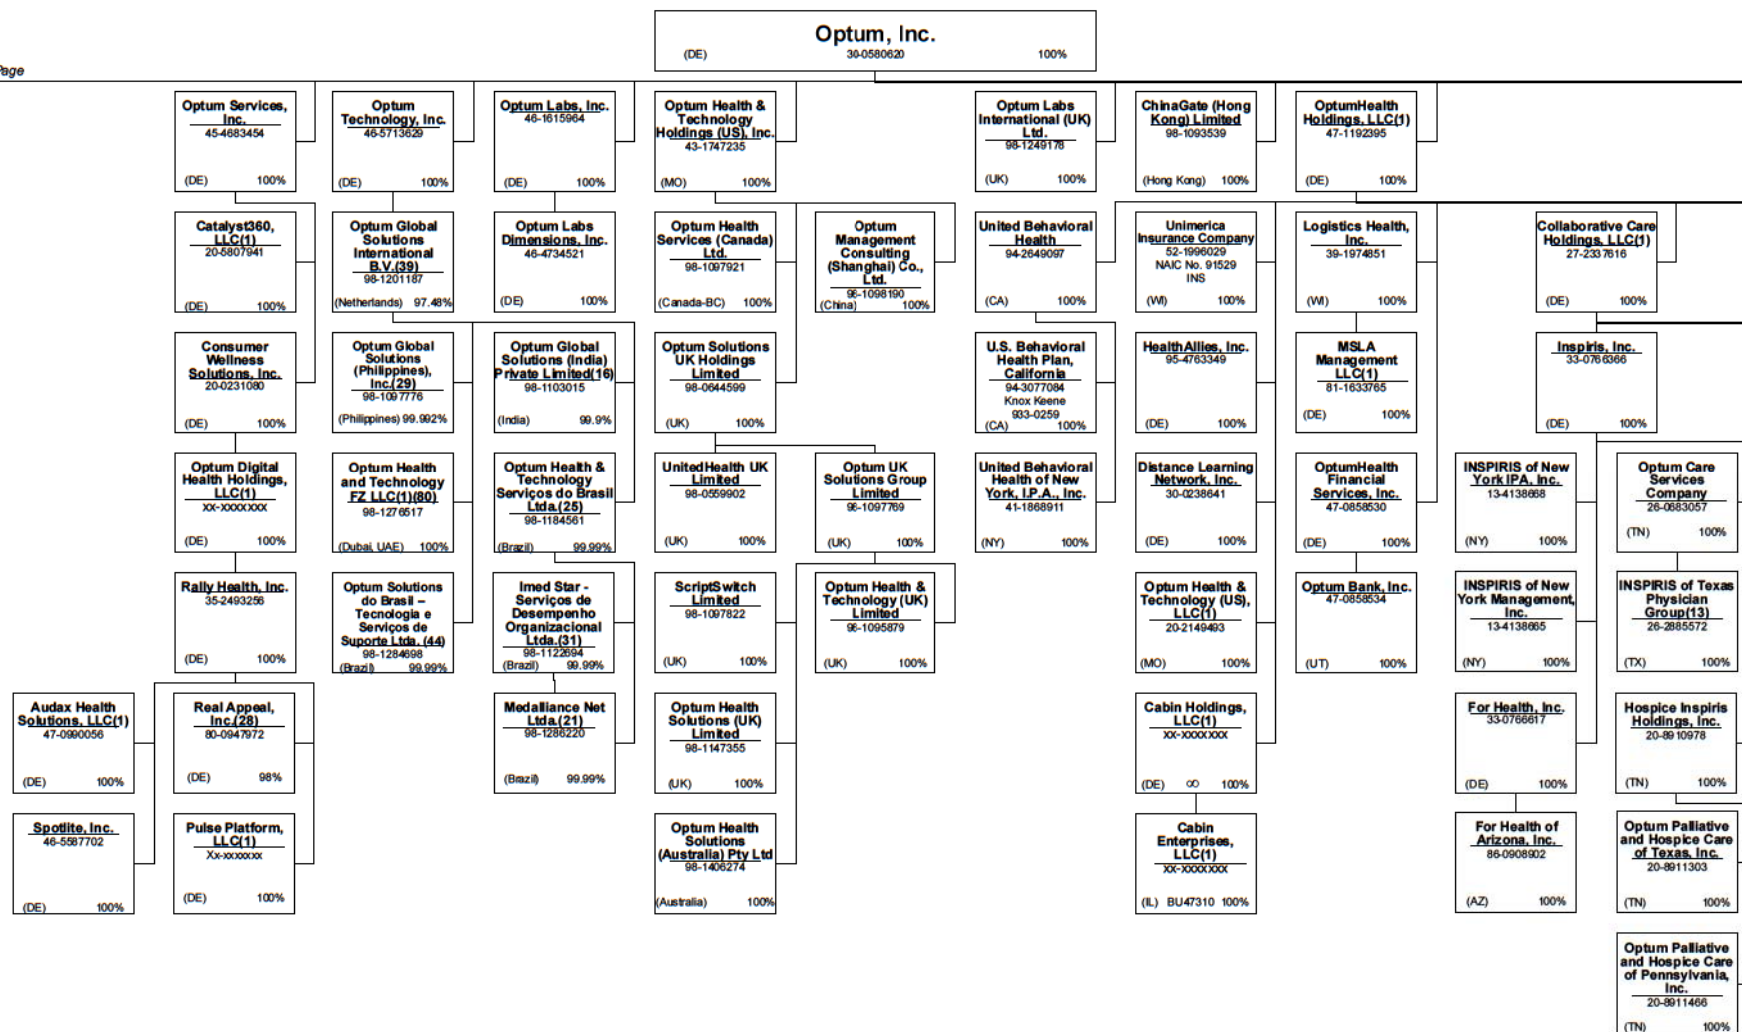 Optum, Inc.
(DE) 30-0580620 100%
Page
Optum Services,
Inc.
45-4683454
(DE) 100%
Optum
Technology, Inc.
46-5713629
(DE) 100%
Optum Labs, Inc.
46-1615964
(DE) 100%
Optum Health &
Technology
Holdings (US), Inc.
43-1747235
(MO) 100%
Optum Labs
International (UK)
Ltd.
98-1249178
(UK) 100%
ChinaGate (Hong
Kong) Limited
98-1093539
(Hong Kong) 100%
OptumHealth
Holdings, LLC(1)
47-1192395
(DE) 100%
Catalyst360,
LLC(1)
20-5807941
(DE) 100%
Optum Global
Solutions
International
B.V.(39)
98-1201187
(Netherlands) 97.48%
Optum Labs
Dimensions, Inc.
46-4734521
(DE) 100%
Optum Health
Services (Canada)
Ltd.
98-1097921
(Canada-BC) 100%
Optum
Management
Consulting
(Shanghai) Co.,
Ltd.
96-1098190
(China) 100%
United Behavioral
Health
94-2649097
(CA) 100%
Unimerica
Insurance Company
52-1996029
NAIC No. 91529
INS
(WI) 100%
Logistics Health,
Inc.
39-1974851
(WI) 100%
Collaborative Care
Holdings, LLC(1)
27-2337616
(DE) 100%
Consumer
Wellness
Solutions, Inc.
20-0231080
(DE) 100%
Optum Global
Solutions
(Philippines),
Inc.(29)
98-1097776
(Philippines) 99.992%
Optum Global
Solutions (India)
Private Limited(16)
98-1103015
(India) 99.9%
Optum Solutions
UK Holdings
Limited
98-0644599
(UK) 100%
U.S. Behavioral
Health Plan,
California
94-3077084
Knox Keene
933-0259
(CA) 100%
HealthAllies, Inc.
95-4763349
(DE) 100%
MSLA
Management
LLC(1)
81-1633765
(DE) 100%
Inspiris, Inc.
33-0766366
(DE) 100%
Optum Digital
Health Holdings,
LLC(1)
xx-xxxxxxx
(DE) 100%
Optum Health
and Technology
FZ LLC(1)(80)
98-1276517
(Dubai, UAE) 100%
Optum Health &
Technology
Serviços do Brasil
Ltda.(25)
98-1184561
(Brazil) 99.99%
UnitedHealth UK
Limited
98-0559902
(UK) 100%
Optum UK
Solutions Group
Limited
96-1097769
(UK) 100%
United Behavioral
Health of New
York, I.P.A., Inc.
41-1868911
(NY) 100%
Distance Learning
Network, Inc.
30-0238641
(DE) 100%
OptumHealth
Financial
Services, Inc.
47-0858530
(DE) 100%
INSPIRIS of New
York IPA, Inc.
13-4138668
(NY) 100%
Optum Care
Services
Company
26-0683057
(TN) 100%
Rally Health, Inc.
35-2493256
(DE) 100%
Optum Solutions
do Brasil –
Tecnologia e
Serviços de
Suporte Ltda. (44)
98-1284698
(Brazil) 99.99%
Imed Star -
Serviços de
Desempenho
Organizacional
Ltda.(31)
98-1122694
(Brazil) 99.99%
ScriptSwitch
Limited
98-1097822
(UK) 100%
Optum Health &
Technology (UK)
Limited
96-1095879
(UK) 100%
Optum Health &
Technology (US),
LLC(1)
20-2149493
(MO) 100%
Optum Bank, Inc.
47-0858534
(UT) 100%
INSPIRIS of New
York Management,
Inc.
13-4138665
(NY) 100%
INSPIRIS of Texas
Physician
Group(13)
26-2885572
(TX) 100%
Audax Health
Solutions, LLC(1)
47-0990056
(DE) 100%
Real Appeal,
Inc.(28)
80-0947972
(DE) 98%
Medalliance Net
Ltda.(21)
98-1286220
(Brazil) 99.99%
Optum Health
Solutions (UK)
Limited
98-1147355
(UK) 100%
Cabin Holdings,
LLC(1)
xx-xxxxxxx
(DE) ∞ 100%
For Health, Inc.
33-0766617
(DE) 100%
Hospice Inspiris
Holdings, Inc.
20-8910978
(TN) 100%
Spotlite, Inc.
46-5587702
(DE) 100%
Pulse Platform,
LLC(1)
Xx-xxxxxxx
(DE) 100%
Optum Health
Solutions
(Australia) Pty Ltd
98-1406274
(Australia) 100%
Cabin
Enterprises,
LLC(1)
xx-xxxxxxx
(IL) BU47310 100%
For Health of
Arizona, Inc.
86-0908902
(AZ) 100%
Optum Palliative
and Hospice Care
of Texas, Inc.
20-8911303
(TN) 100%
Optum Palliative
and Hospice Care
of Pennsylvania,
Inc.
20-8911466
(TN) 100%